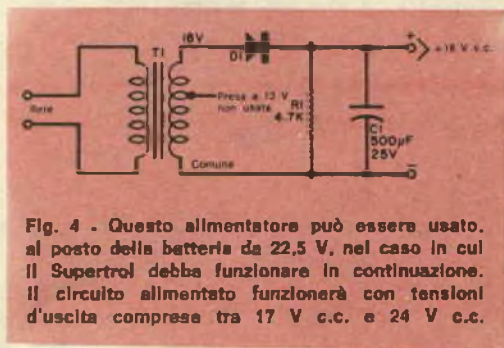 T1
18V
D1
+
+18 V c.c.
Rete
Presa a 12 V
non usata
R1
4.7K
C1
500µF
25V
Comune
–
Fig. 4 - Questo alimentatore può essere usato,
al posto della batteria da 22,5 V, nel caso in cui
il Supertrol debba funzionare in continuazione.
Il circuito alimentato funzionerà con tensioni
d'uscita comprese tra 17 V c.c. e 24 V c.c.